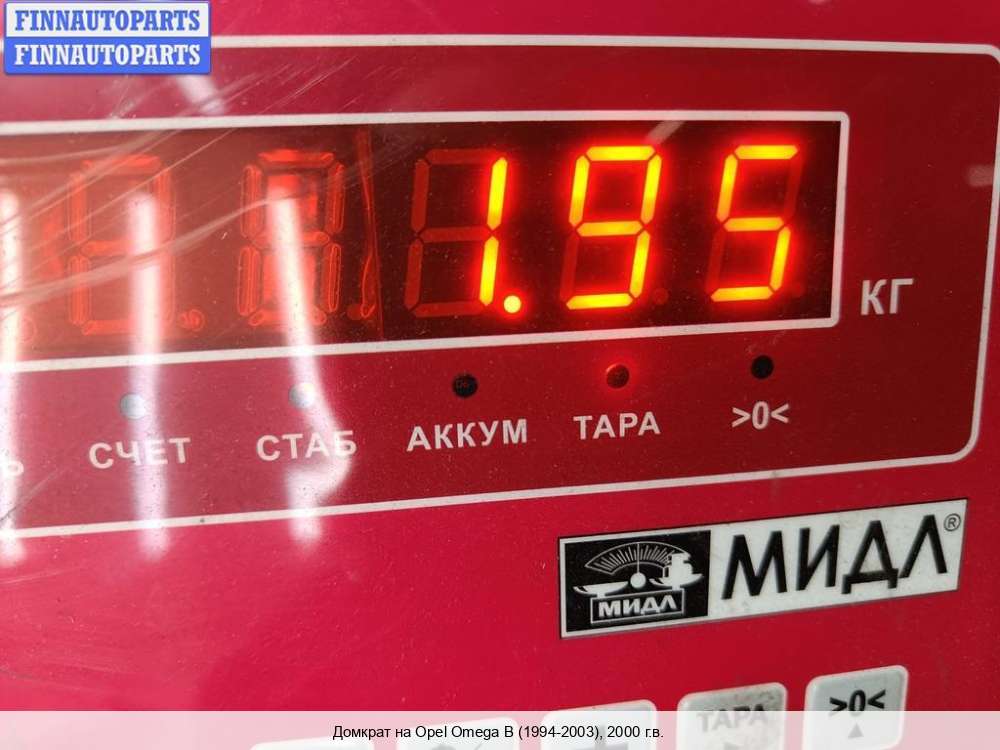 FINNAUTOPARTS
FINNAUTOPARTS
1.95
КГ
СЧЕТ СТАБ АККУМ ТАРА >0<
МИДЛ МИДЛ®
ТАРА >0<
Домкрат на Opel Omega B (1994-2003), 2000 г.в.